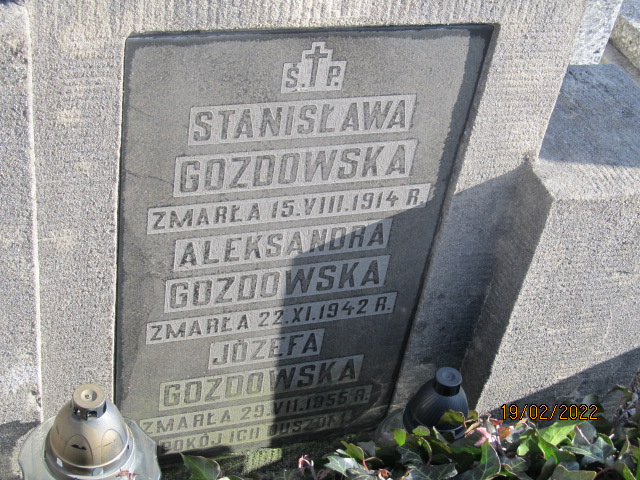 Ś. P.
STANISŁAWA
GOZDOWSKA
ZMARŁA 15.VIII.1914 R.
ALEKSANDRA
GOZDOWSKA
ZMARŁA 22.XI.1942 R.
JÓZEFA
GOZDOWSKA
ZMARŁA 29.VII.1955 R.
POKÓJ ICH
19/02/2022